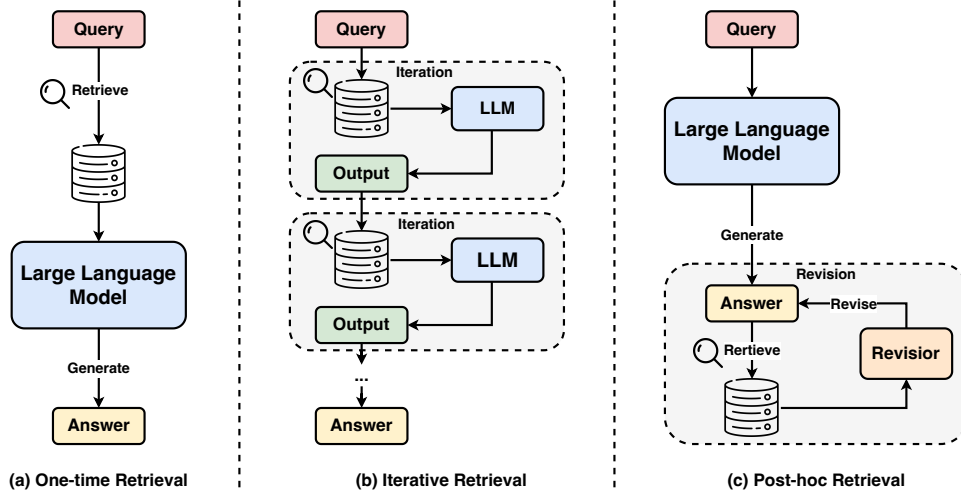 Query
Retrieve
Large Language
Model
Generate
Answer
(a) One-time Retrieval
Query
Iteration
LLM
Output
Iteration
LLM
Output
...
Answer
(b) Iterative Retrieval
Query
Large Language
Model
Generate
Revision
Answer
Revise
Rertieve
Revisior
(c) Post-hoc Retrieval